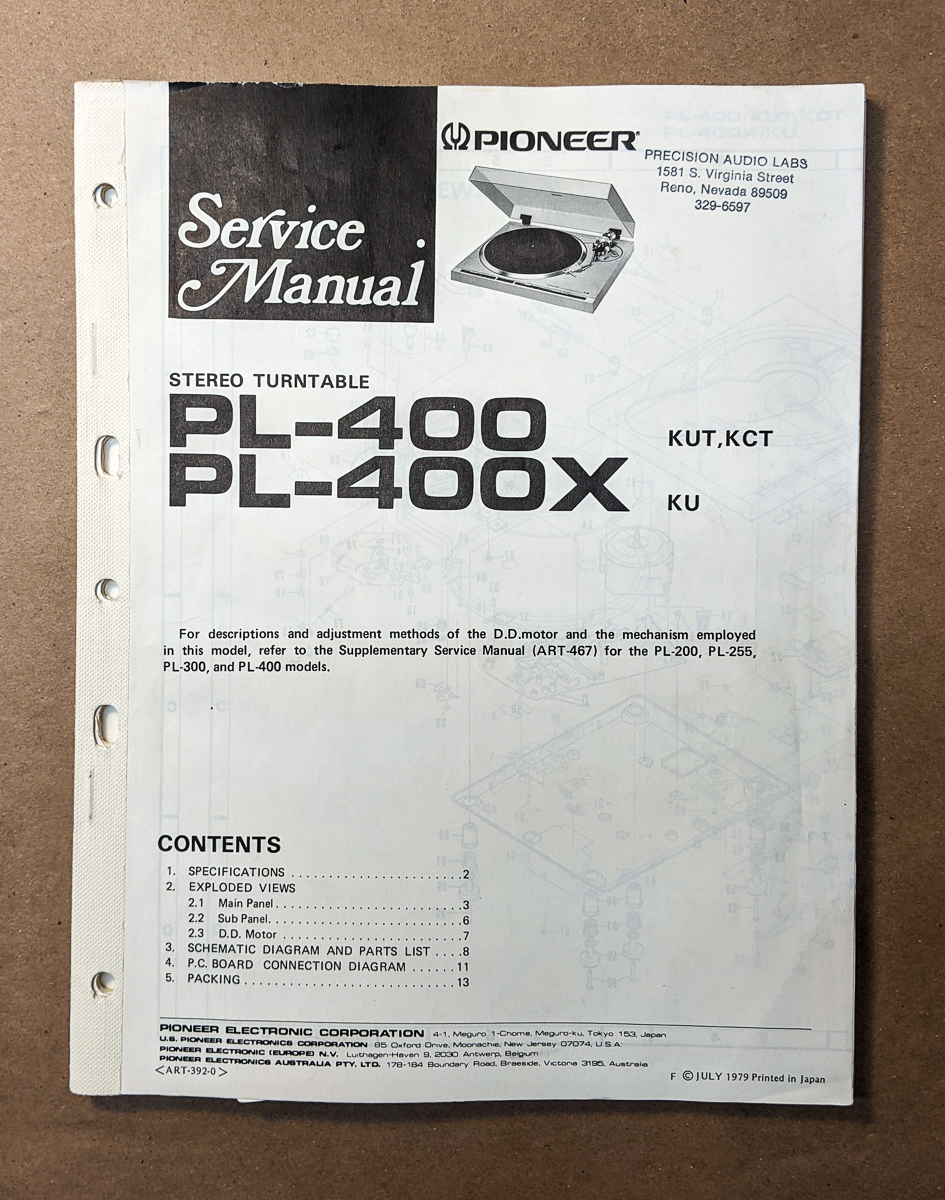 PIONEER®
PRECISION AUDIO LABS
1581 S. Virginia Street
Reno, Nevada 89509
329-6597
Service
Manual
STEREO TURNTABLE
PL-400 KUT,KCT
PL-400X KU
For descriptions and adjustment methods of the D.D.motor and the mechanism employed
in this model, refer to the Supplementary Service Manual (ART-467) for the PL-200, PL-255,
PL-300, and PL-400 models.
CONTENTS
1. SPECIFICATIONS . . . . . . . . . . . . . . . . . . . . . . .2
2. EXPLODED VIEWS
2.1 Main Panel . . . . . . . . . . . . . . . . . . . . . . . . .3
2.2 Sub Panel. . . . . . . . . . . . . . . . . . . . . . . . . .6
2.3 D.D. Motor . . . . . . . . . . . . . . . . . . . . . . . .7
3. SCHEMATIC DIAGRAM AND PARTS LIST . . . .8
4. P.C. BOARD CONNECTION DIAGRAM . . . . . . 11
5. PACKING . . . . . . . . . . . . . . . . . . . . . . . . . . . . 13
PIONEER ELECTRONIC CORPORATION 4-1, Meguro 1-Chome, Meguro-ku, Tokyo 153, Japan
U.S. PIONEER ELECTRONICS CORPORATION 85 Oxford Drive, Moonachie, New Jersey 07074, U.S.A.
PIONEER ELECTRONIC (EUROPE) N.V. Luithagen-Haven 9, 2030 Antwerp, Belgium
PIONEER ELECTRONICS AUSTRALIA PTY. LTD. 178-184 Boundary Road, Braeside, Victoria 3195, Australia
<ART-392-0>
F © JULY 1979 Printed in Japan